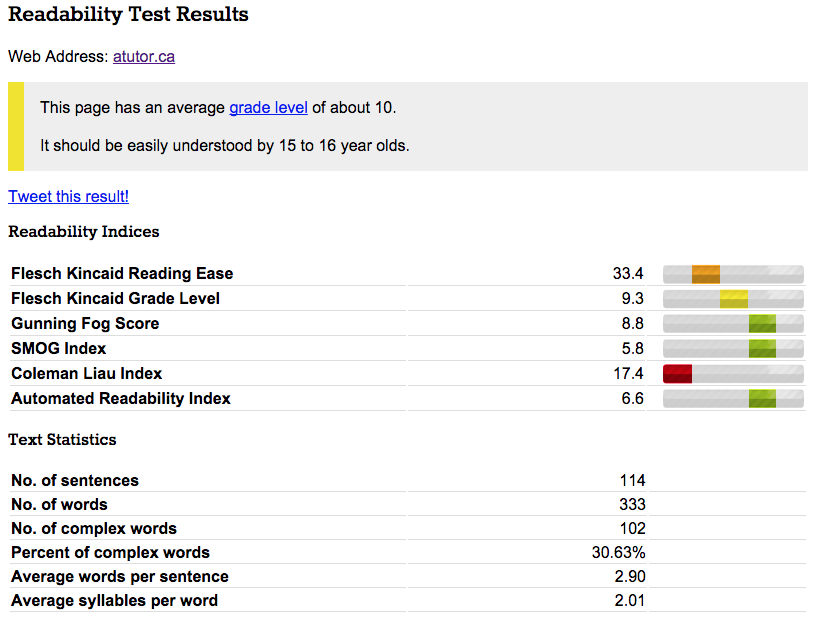 Readability Test Results
Web Address: atutor.ca
This page has an average grade level of about 10.
It should be easily understood by 15 to 16 year olds.
Tweet this result!
Readability Indices
Flesch Kincaid Reading Ease 33.4
Flesch Kincaid Grade Level 9.3
Gunning Fog Score 8.8
SMOG Index 5.8
Coleman Liau Index 17.4
Automated Readability Index 6.6
Text Statistics
No. of sentences 114
No. of words 333
No. of complex words 102
Percent of complex words 30.63%
Average words per sentence 2.90
Average syllables per word 2.01